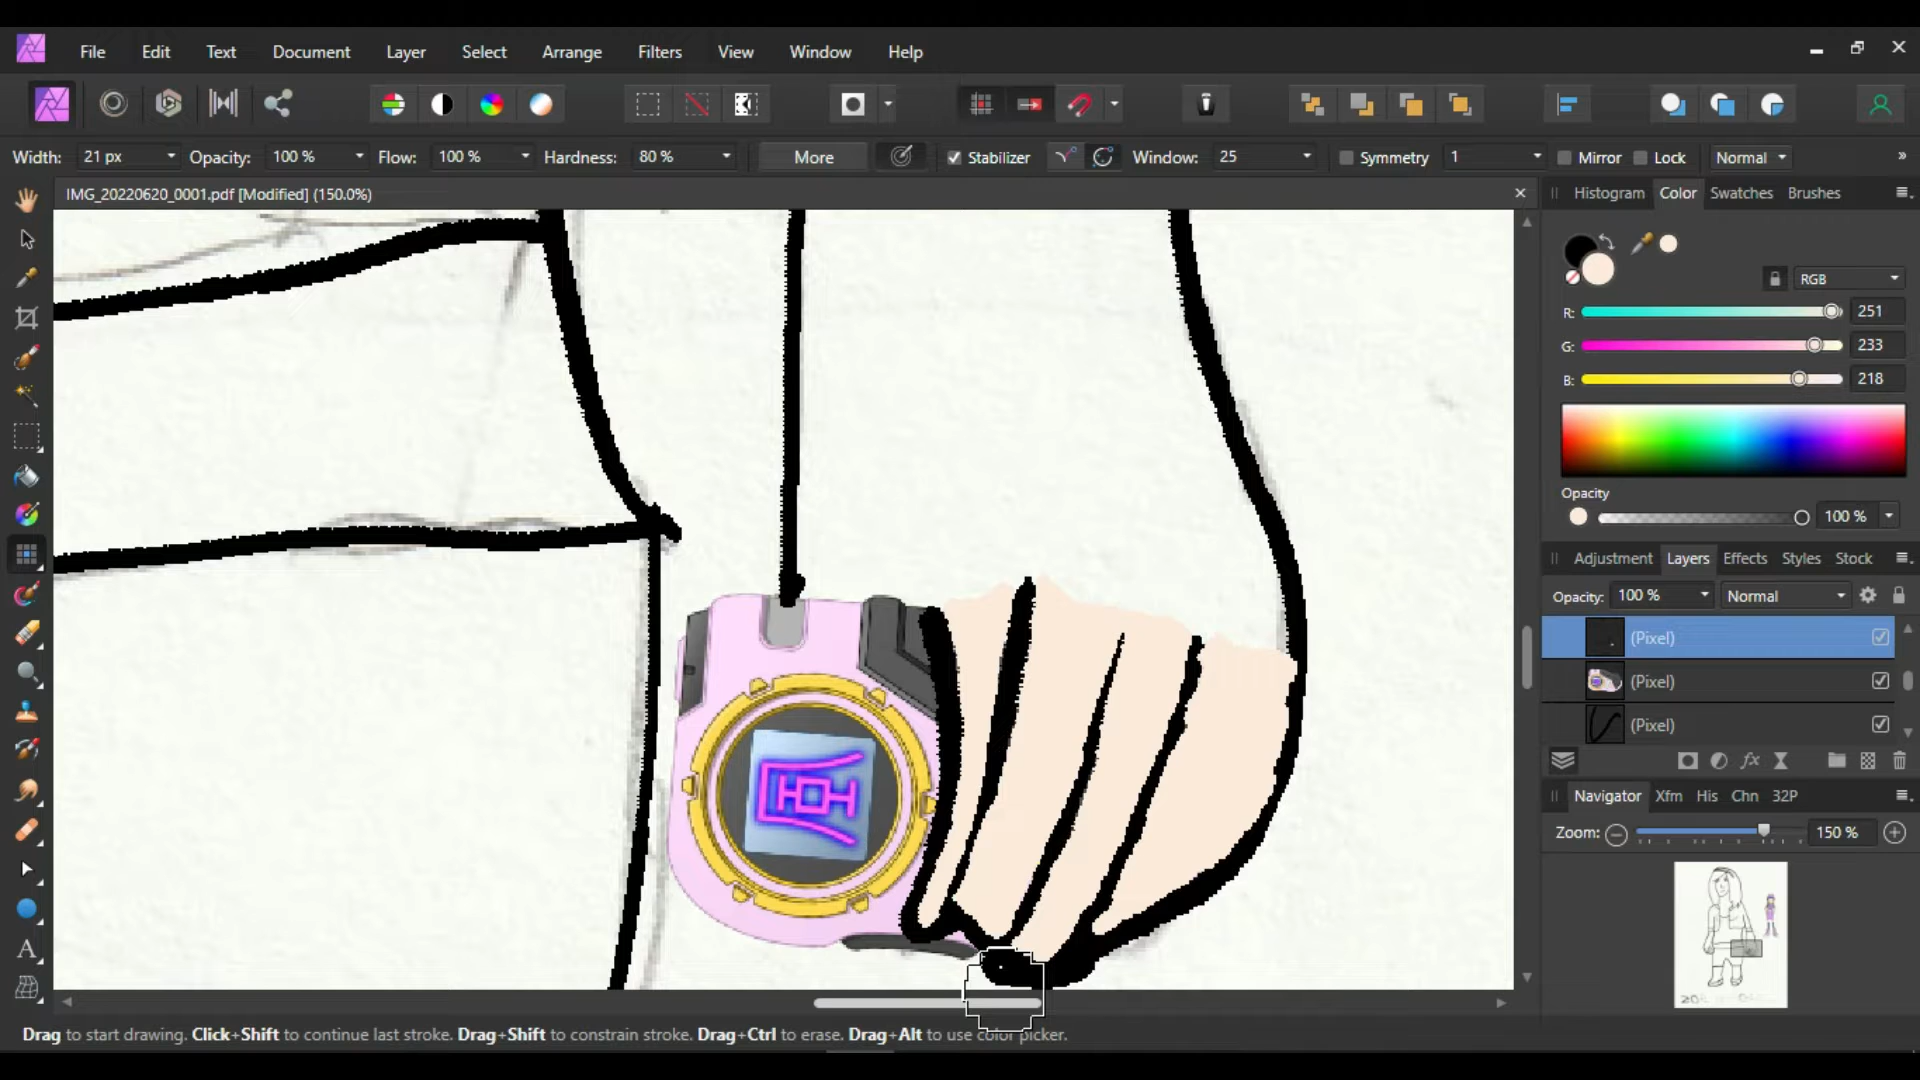 File Edit Text Document Layer Select Arrange Filters View Window Help
Width: 21 px Opacity: 100 % Flow: 100 % Hardness: 80 % More Stabilizer Window: 25 Symmetry 1 Mirror Lock Normal »
IMG_20220620_0001.pdf [Modified] (150.0%)
Histogram Color Swatches Brushes
RGB
R: 251
G: 233
B: 218
Opacity
100 %
Adjustment Layers Effects Styles Stock
Opacity: 100 % Normal
(Pixel)
(Pixel)
(Pixel)
Navigator Xfm His Chn 32P
Zoom: 150 %
Drag to start drawing. Click+Shift to continue last stroke. Drag+Shift to constrain stroke. Drag+Ctrl to erase. Drag+Alt to use color picker.